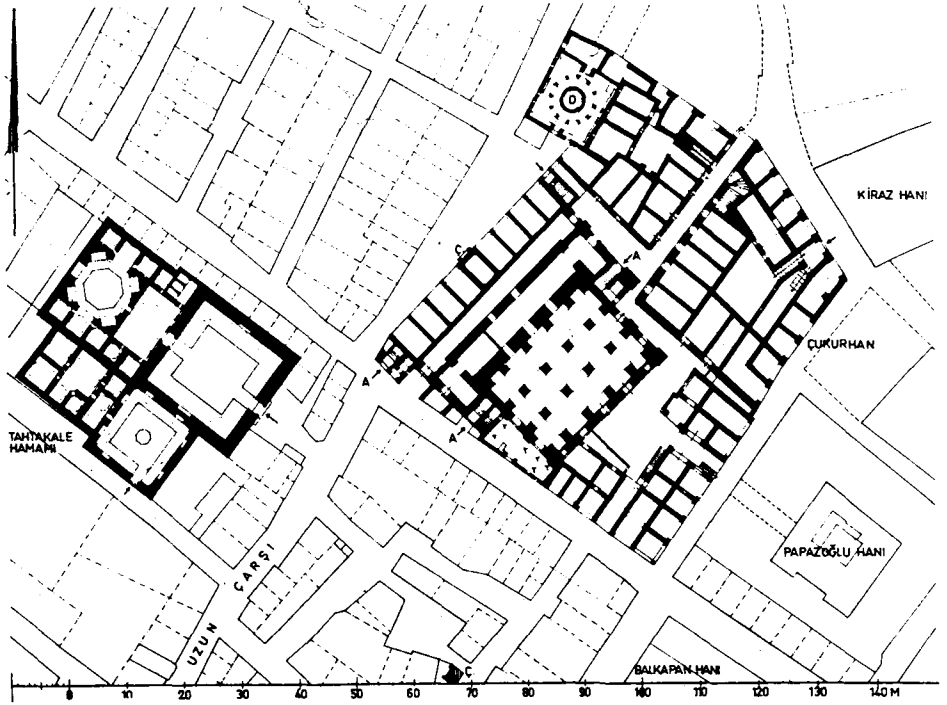 D
KİRAZ HANI
Ç
A
ÇUKURHAN
A
A
TAHTAKALE
HAMAMI
PAPAZOĞLU HANI
UZUN ÇARŞI
Ç
BALKAPAN HANI
0 10 20 30 40 50 60 70 80 90 100 110 120 130 140 M